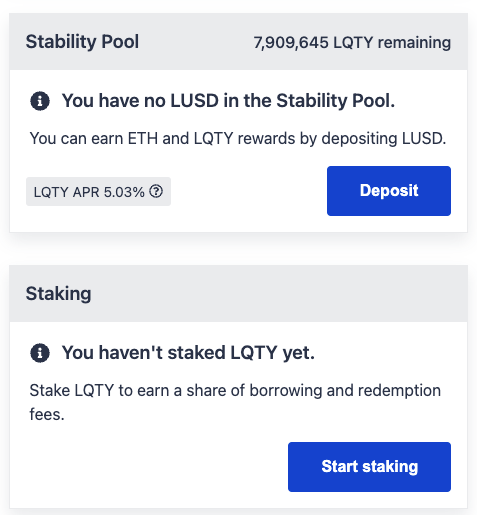 Stability Pool
7,909,645 LQTY remaining
You have no LUSD in the Stability Pool.
You can earn ETH and LQTY rewards by depositing LUSD.
LQTY APR 5.03%
Deposit
Staking
You haven't staked LQTY yet.
Stake LQTY to earn a share of borrowing and redemption
fees.
Start staking